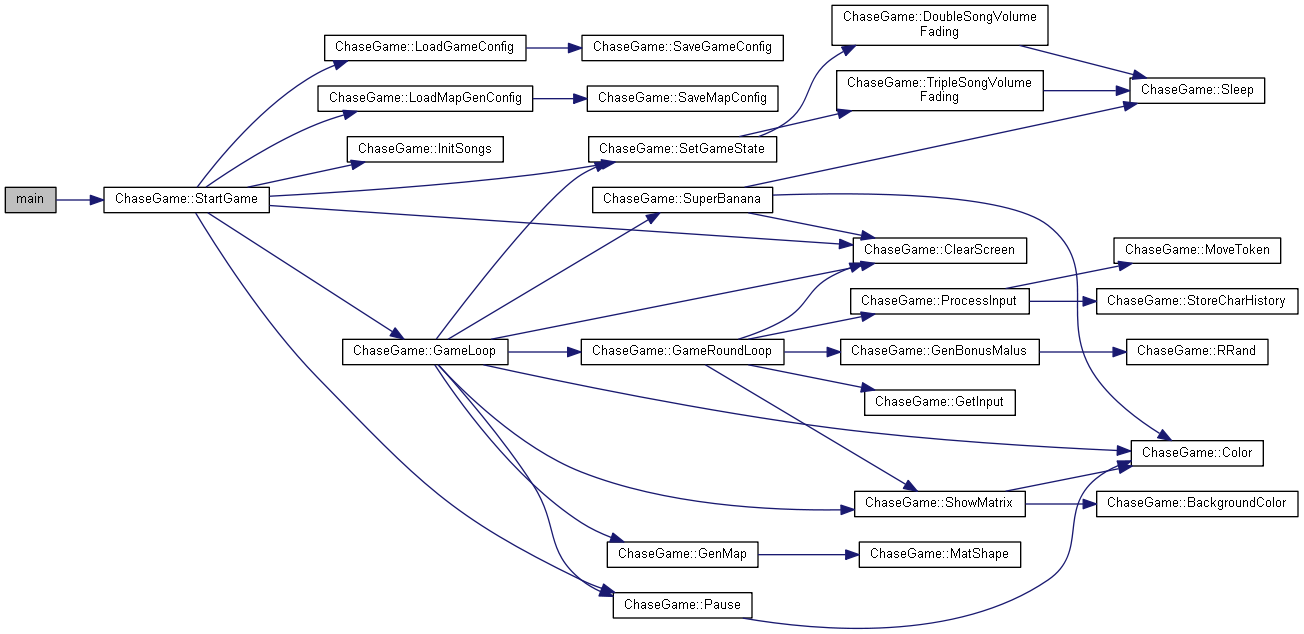 main
ChaseGame::StartGame
ChaseGame::LoadGameConfig
ChaseGame::SaveGameConfig
ChaseGame::LoadMapGenConfig
ChaseGame::SaveMapConfig
ChaseGame::InitSongs
ChaseGame::SetGameState
ChaseGame::DoubleSongVolume
Fading
ChaseGame::TripleSongVolume
Fading
ChaseGame::Sleep
ChaseGame::SuperBanana
ChaseGame::ClearScreen
ChaseGame::GameLoop
ChaseGame::GameRoundLoop
ChaseGame::ProcessInput
ChaseGame::MoveToken
ChaseGame::StoreCharHistory
ChaseGame::GenBonusMalus
ChaseGame::RRand
ChaseGame::GetInput
ChaseGame::Color
ChaseGame::ShowMatrix
ChaseGame::BackgroundColor
ChaseGame::GenMap
ChaseGame::MatShape
ChaseGame::Pause